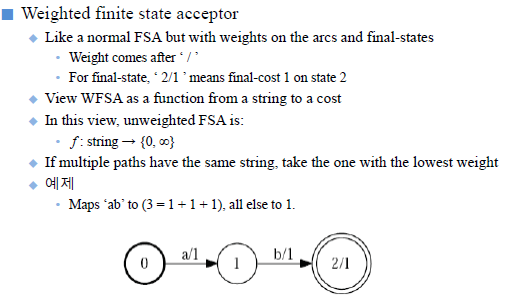 Weighted finite state acceptor
Like a normal FSA but with weights on the arcs and final-states
Weight comes after ‘ / ’
For final-state, ‘ 2/1 ’ means final-cost 1 on state 2
View WFSA as a function from a string to a cost
In this view, unweighted FSA is:
f: string → {0, ∞}
If multiple paths have the same string, take the one with the lowest weight
예제
Maps ‘ab’ to (3 = 1 + 1 + 1), all else to 1.
0 a/1 1 b/1 2/1